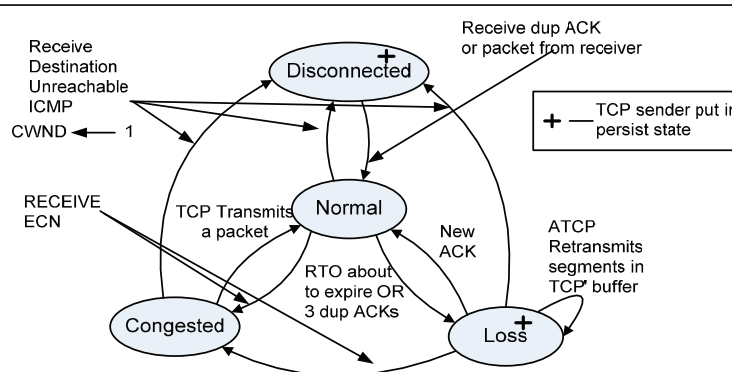 Receive
Destination
Unreachable
ICMP
CWND 1
Receive dup ACK
or packet from receiver
Disconnected
+
+ — TCP sender put in
persist state
RECEIVE
ECN
TCP Transmits
a packet
Normal
New
ACK
RTO about
to expire OR
3 dup ACKs
ATCP
Retransmits
segments in
TCP' buffer
Congested
Loss
+